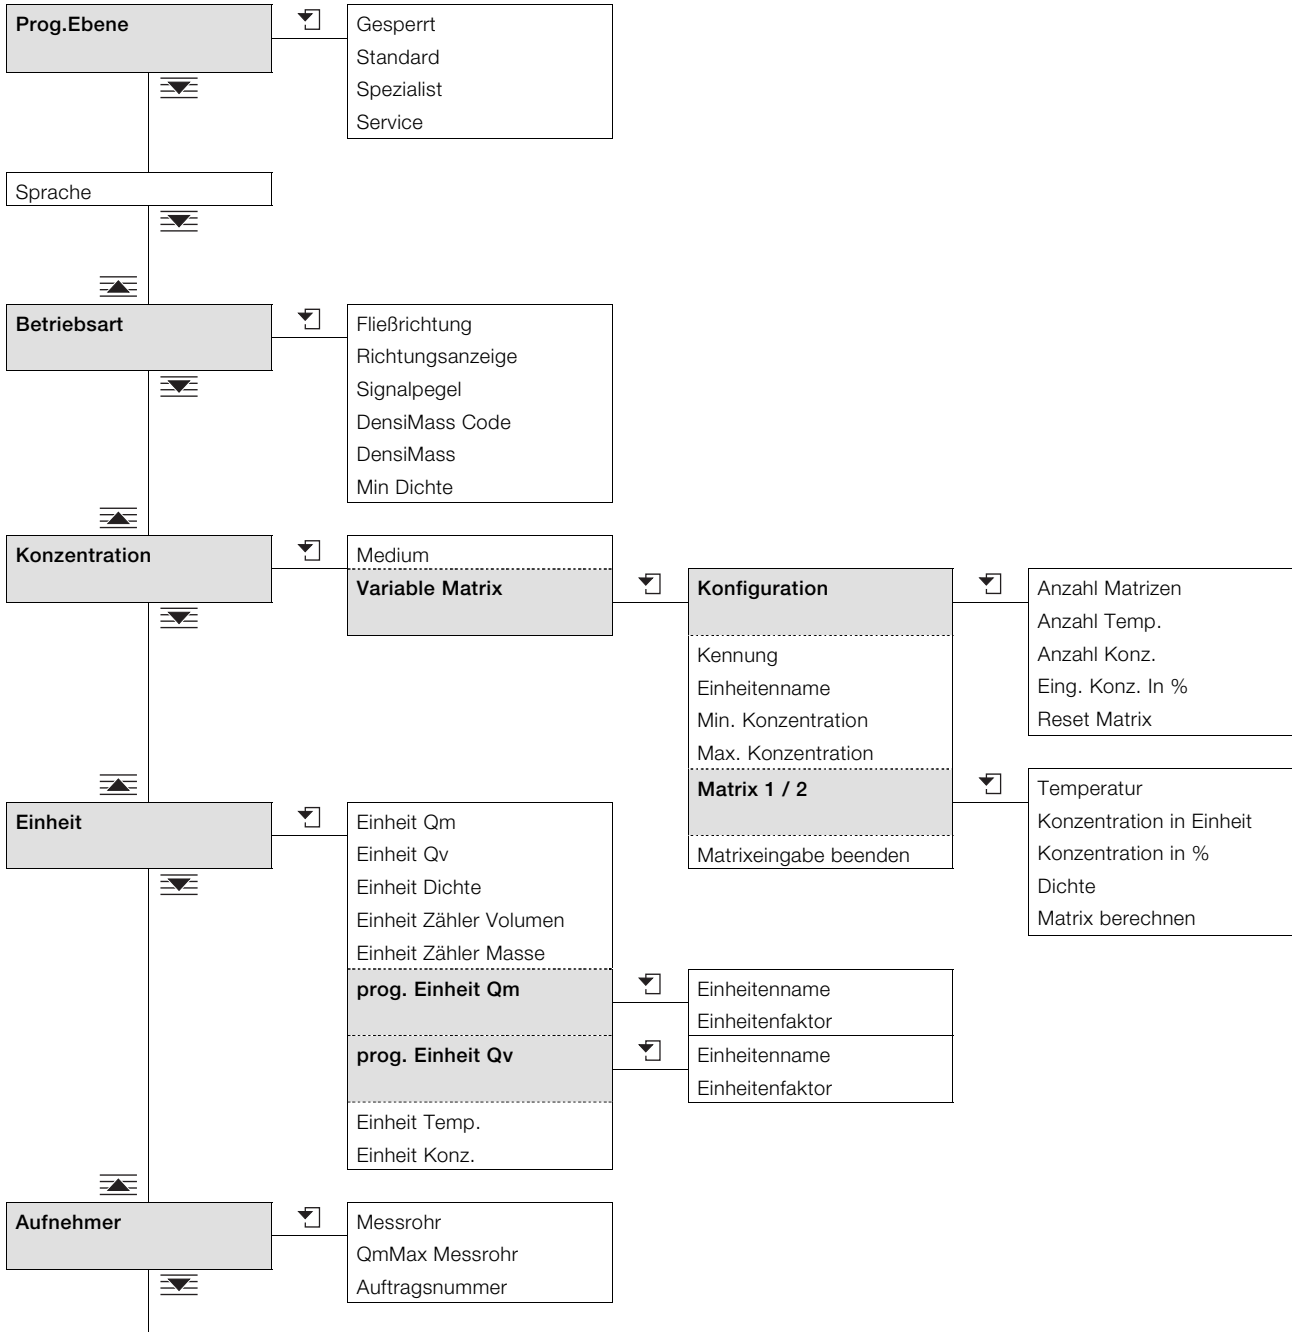 Prog.Ebene
Gesperrt
Standard
Spezialist
Service
Sprache
Betriebsart
Fließrichtung
Richtungsanzeige
Signalpegel
DensiMass Code
DensiMass
Min Dichte
Konzentration
Medium
Variable Matrix
Konfiguration
Kennung
Einheitenname
Min. Konzentration
Max. Konzentration
Matrix 1 / 2
Matrixeingabe beenden
Anzahl Matrizen
Anzahl Temp.
Anzahl Konz.
Eing. Konz. In %
Reset Matrix
Temperatur
Konzentration in Einheit
Konzentration in %
Dichte
Matrix berechnen
Einheit
Einheit Qm
Einheit Qv
Einheit Dichte
Einheit Zähler Volumen
Einheit Zähler Masse
prog. Einheit Qm
Einheitenname
Einheitenfaktor
prog. Einheit Qv
Einheitenname
Einheitenfaktor
Einheit Temp.
Einheit Konz.
Aufnehmer
Messrohr
QmMax Messrohr
Auftragsnummer